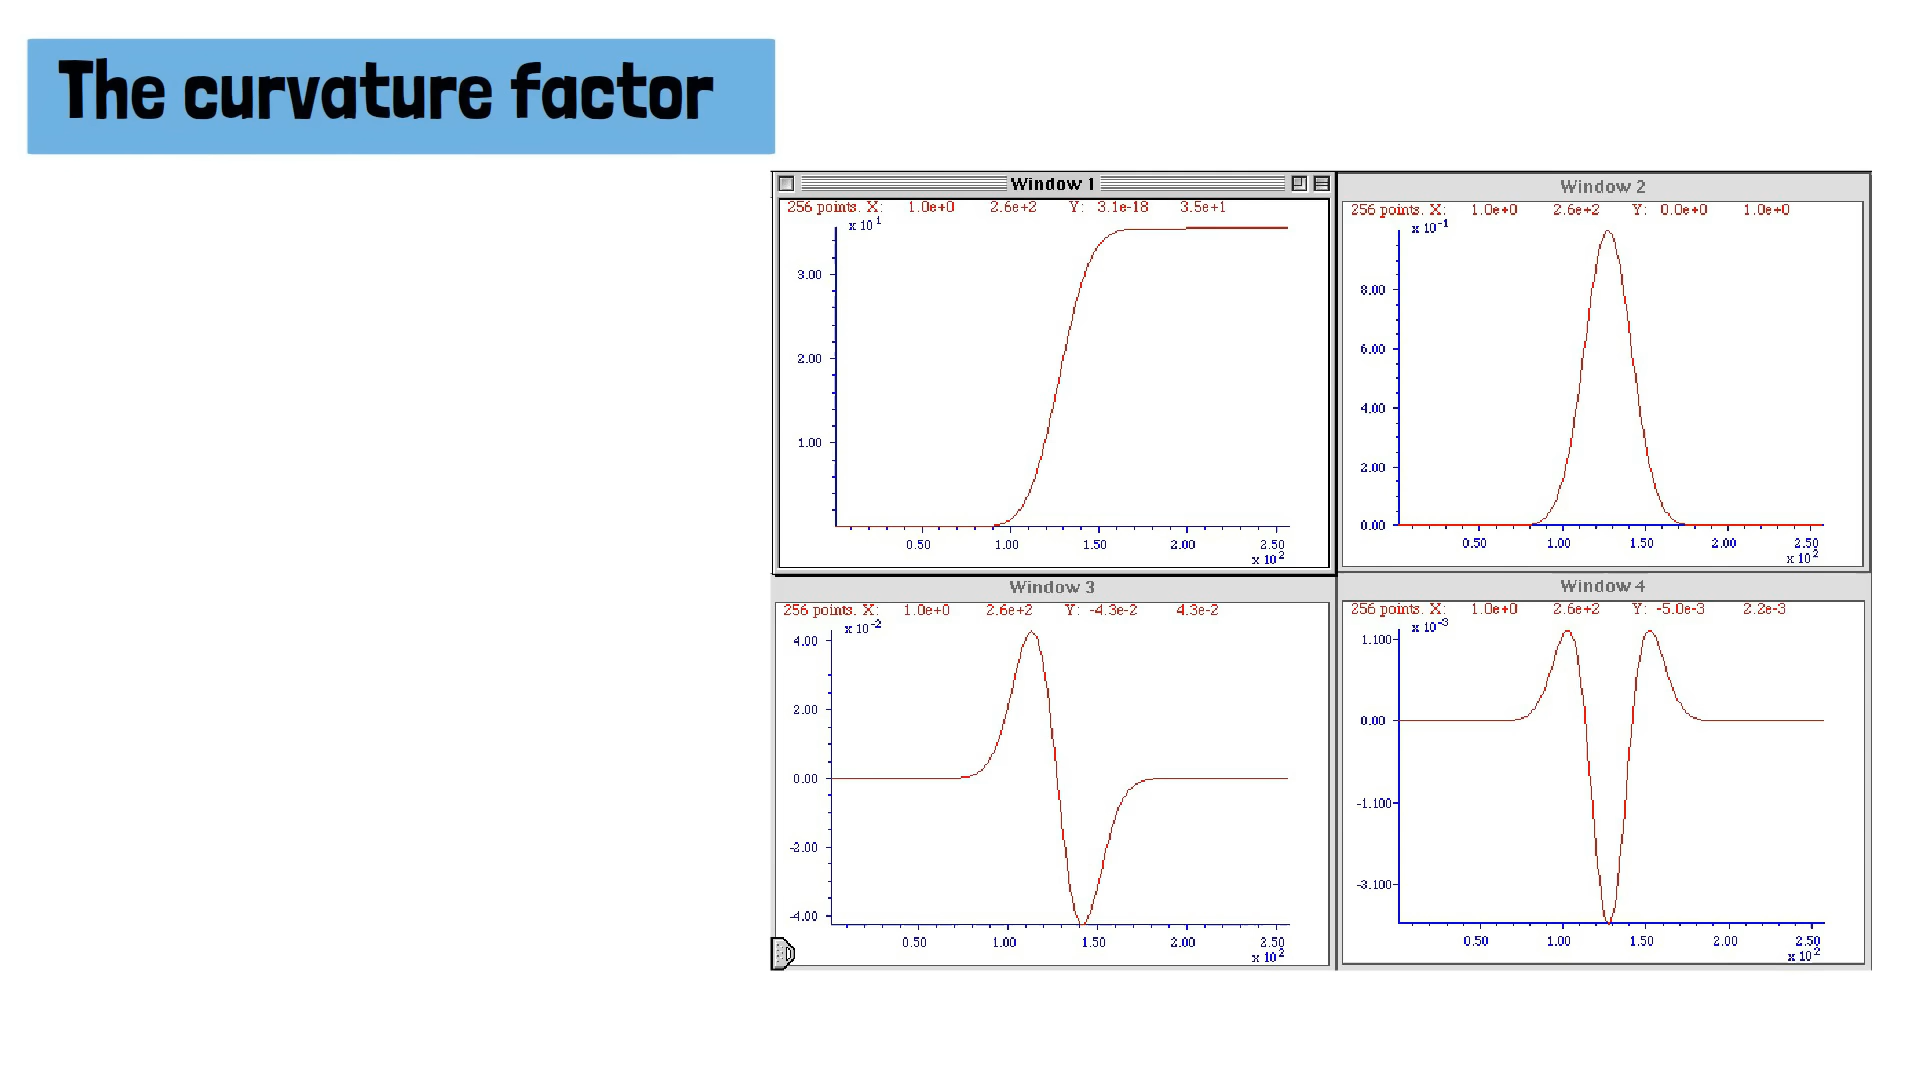 The curvature factor
Window 1
256 points. X: 1.0e+0 2.6e+2 Y: 3.1e-18 3.5e+1
x 10 1
3.00
2.00
1.00
0.50 1.00 1.50 2.00 2.50
x 10 2
Window 2
256 points. X: 1.0e+0 2.6e+2 Y: 0.0e+0 1.0e+0
x 10 -1
8.00
6.00
4.00
2.00
0.00
0.50 1.00 1.50 2.00 2.50
x 10 2
Window 3
256 points. X: 1.0e+0 2.6e+2 Y: -4.3e-2 4.3e-2
x 10 -2
4.00
2.00
0.00
-2.00
-4.00
0.50 1.00 1.50 2.00 2.50
x 10 2
Window 4
256 points. X: 1.0e+0 2.6e+2 Y: -5.0e-3 2.2e-3
x 10 -3
1.100
0.00
-1.100
-3.100
0.50 1.00 1.50 2.00 2.50
x 10 2